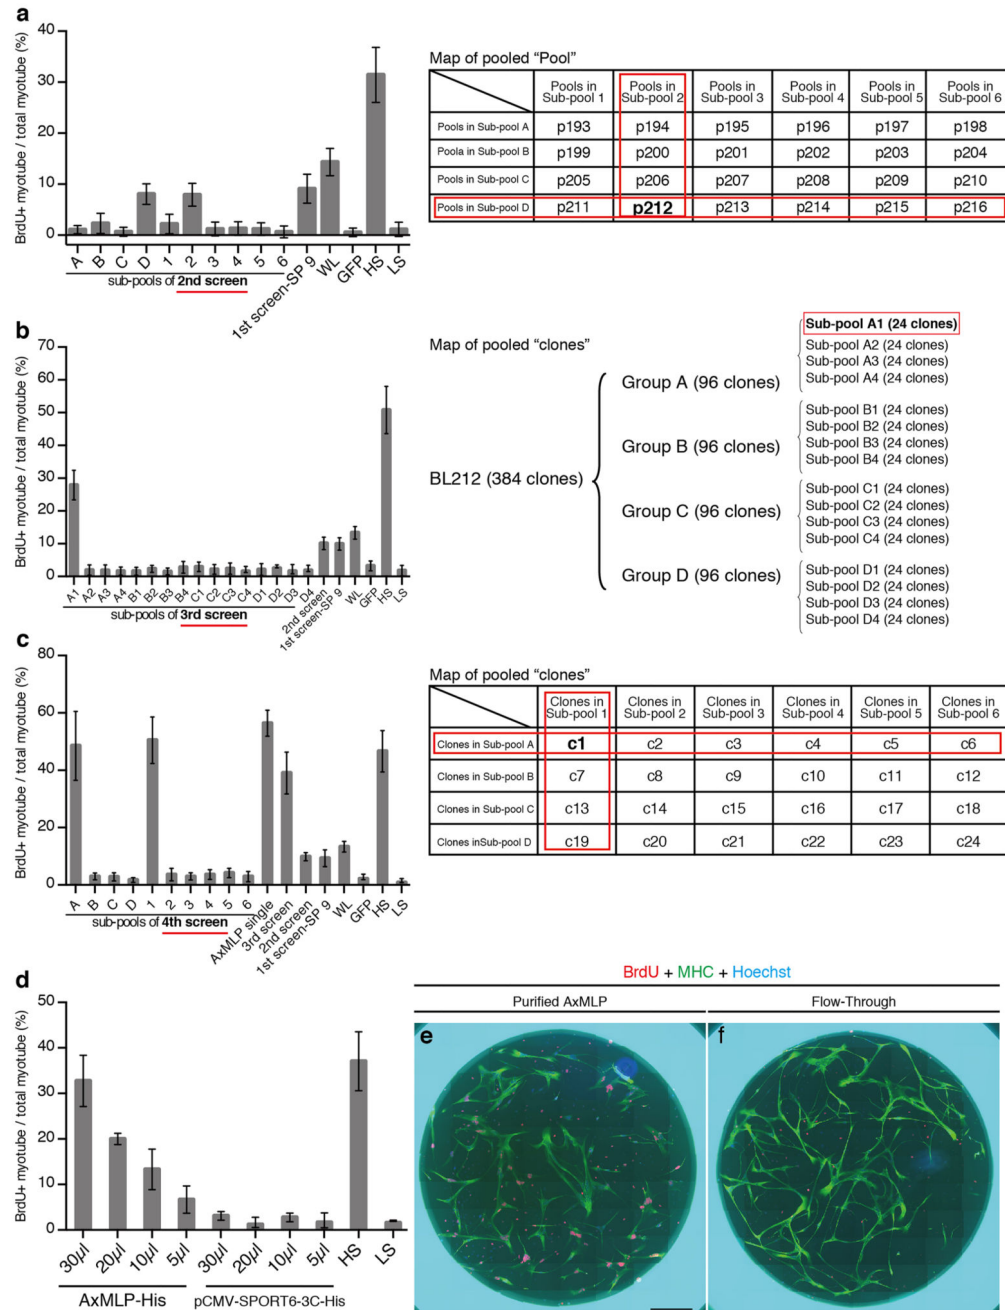 a
BrdU+ myotube / total myotube (%)
40
30
20
10
0
A B C D 1 2 3 4 5 6 1st screen-SP 9 WL GFP HS LS
sub-pools of 2nd screen
Map of pooled “Pool”
Pools in Sub-pool 1 Pools in Sub-pool 2 Pools in Sub-pool 3 Pools in Sub-pool 4 Pools in Sub-pool 5 Pools in Sub-pool 6
Pools in Sub-pool A p193 p194 p195 p196 p197 p198
Poola in Sub-pool B p199 p200 p201 p202 p203 p204
Pools in Sub-pool C p205 p206 p207 p208 p209 p210
Pools in Sub-pool D p211 p212 p213 p214 p215 p216
b
BrdU+ myotube / total myotube (%)
70
60
50
40
30
20
10
0
A1 A2 A3 A4 B1 B2 B3 B4 C1 C2 C3 C4 D1 D2 D3 D4 2nd screen 1st screen-SP 9 WL GFP HS LS
sub-pools of 3rd screen
Map of pooled “clones”
BL212 (384 clones)
Group A (96 clones)
Sub-pool A1 (24 clones)
Sub-pool A2 (24 clones)
Sub-pool A3 (24 clones)
Sub-pool A4 (24 clones)
Group B (96 clones)
Sub-pool B1 (24 clones)
Sub-pool B2 (24 clones)
Sub-pool B3 (24 clones)
Sub-pool B4 (24 clones)
Group C (96 clones)
Sub-pool C1 (24 clones)
Sub-pool C2 (24 clones)
Sub-pool C3 (24 clones)
Sub-pool C4 (24 clones)
Group D (96 clones)
Sub-pool D1 (24 clones)
Sub-pool D2 (24 clones)
Sub-pool D3 (24 clones)
Sub-pool D4 (24 clones)
c
BrdU+ myotube / total myotube (%)
80
60
40
20
0
A B C D 1 2 3 4 5 6 AxMLP single 3rd screen 2nd screen 1st screen-SP 9 WL GFP HS LS
sub-pools of 4th screen
Map of pooled “clones”
Clones in Sub-pool 1 Clones in Sub-pool 2 Clones in Sub-pool 3 Clones in Sub-pool 4 Clones in Sub-pool 5 Clones in Sub-pool 6
Clones in Sub-pool A c1 c2 c3 c4 c5 c6
Clones in Sub-pool B c7 c8 c9 c10 c11 c12
Clones in Sub-pool C c13 c14 c15 c16 c17 c18
Clones inSub-pool D c19 c20 c21 c22 c23 c24
d
BrdU+ myotube / total myotube (%)
50
40
30
20
10
0
30µl 20µl 10µl 5µl 30µl 20µl 10µl 5µl HS LS
AxMLP-His pCMV-SPORT6-3C-His
BrdU + MHC + Hoechst
Purified AxMLP Flow-Through
e f